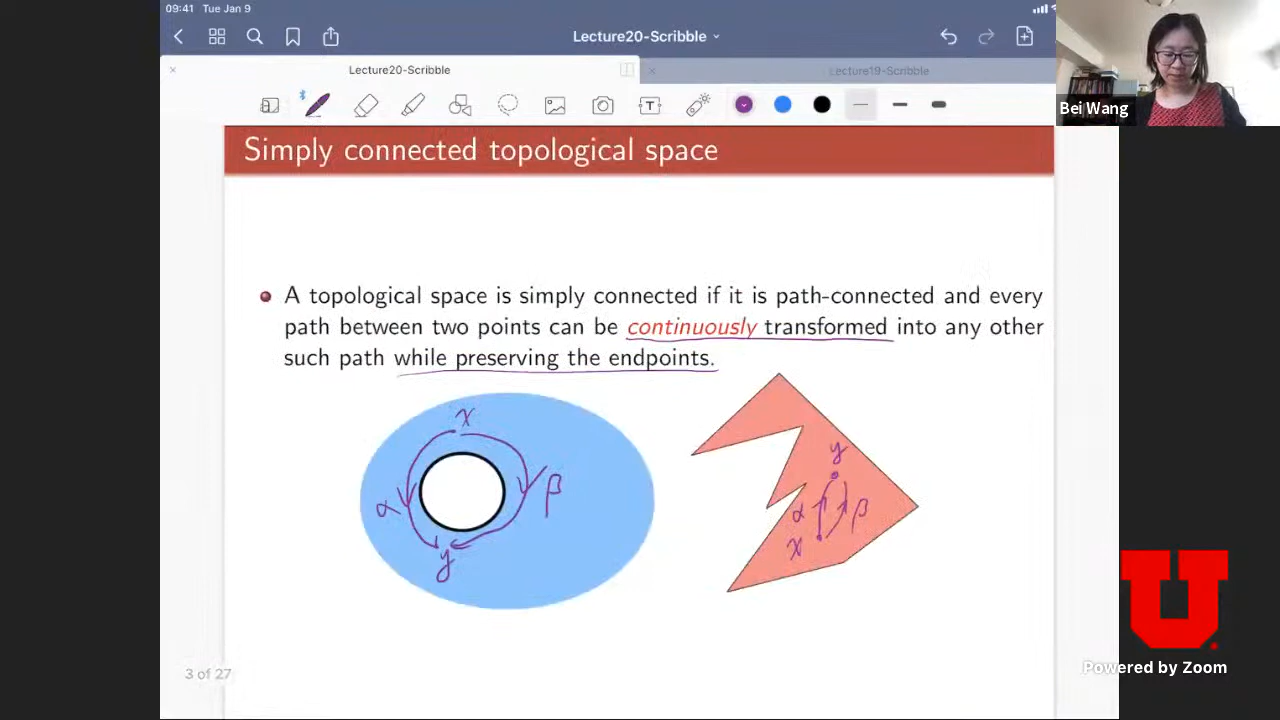 09:41 Tue Jan 9
Lecture20-Scribble
Lecture20-Scribble
Lecture19-Scribble
T
Bei Wang
Simply connected topological space
A topological space is simply connected if it is path-connected and every
path between two points can be continuously transformed into any other
such path while preserving the endpoints.
x
α
β
y
y
α
β
x
3 of 27
U
Powered by Zoom